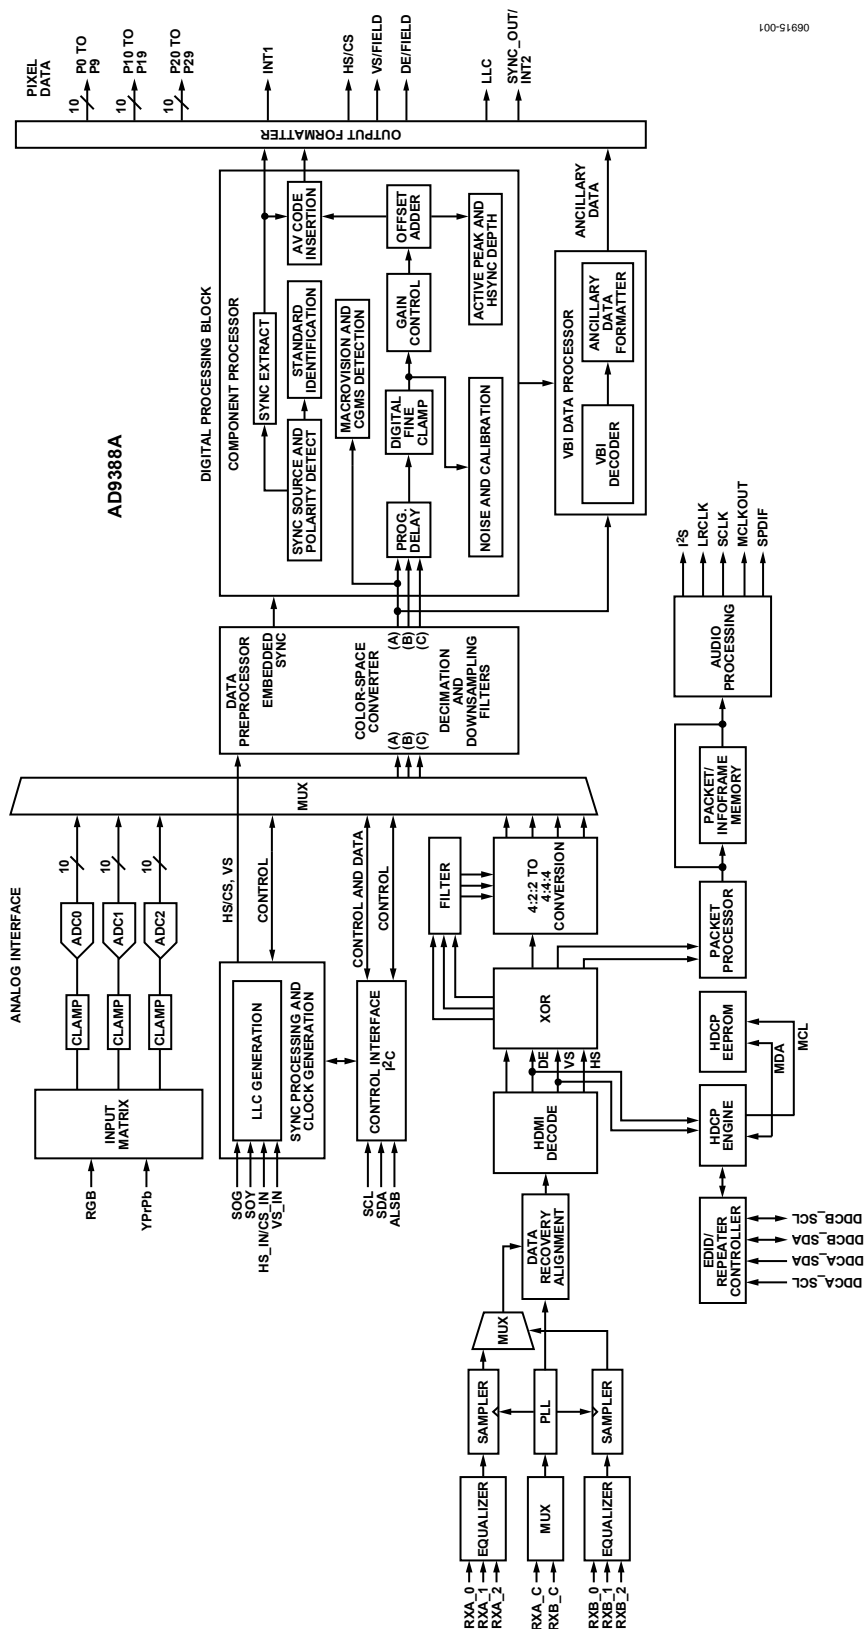 AD9388A
ANALOG INTERFACE
RGB
YPrPb
INPUT
MATRIX
CLAMP
CLAMP
CLAMP
ADC0
ADC1
ADC2
10
10
10
SOG
SOY
HS_IN/CS_IN
VS_IN
LLC GENERATION
SYNC PROCESSING AND
CLOCK GENERATION
HS/CS, VS
CONTROL
SCL
SDA
ALSB
CONTROL INTERFACE
I2C
CONTROL AND DATA
CONTROL
MUX
RXA_0
RXA_1
RXA_2
EQUALIZER
SAMPLER
RXA_C
RXB_C
MUX
PLL
RXB_0
RXB_1
RXB_2
EQUALIZER
SAMPLER
MUX
DATA
RECOVERY
ALIGNMENT
HDMI
DECODE
DE
VS
HS
XOR
FILTER
4:2:2 TO
4:4:4
CONVERSION
DDCA_SCL
DDCA_SDA
DDCB_SDA
DDCB_SCL
EDID/
REPEATER
CONTROLLER
HDCP
ENGINE
MDA
MCL
HDCP
EEPROM
PACKET
PROCESSOR
PACKET/
INFOFRAME
MEMORY
AUDIO
PROCESSING
I2S
LRCLK
SCLK
MCLKOUT
SPDIF
DATA
PREPROCESSOR
EMBEDDED
SYNC
COLOR-SPACE
CONVERTER
(A)
(B)
(C)
(A)
(B)
(C)
DECIMATION AND
DOWNSAMPLING
FILTERS
DIGITAL PROCESSING BLOCK
COMPONENT PROCESSOR
SYNC EXTRACT
SYNC SOURCE AND
POLARITY DETECT
STANDARD
IDENTIFICATION
AV CODE
INSERTION
MACROVISION AND
CGMS DETECTION
PROG.
DELAY
DIGITAL
FINE
CLAMP
GAIN
CONTROL
OFFSET
ADDER
NOISE AND CALIBRATION
ACTIVE PEAK AND
HSYNC DEPTH
VBI DATA PROCESSOR
VBI
DECODER
ANCILLARY
DATA
FORMATTER
ANCILLARY
DATA
OUTPUT FORMATTER
PIXEL
DATA
10
P0 TO
P9
10
P10 TO
P19
10
P20 TO
P29
INT1
HS/CS
VS/FIELD
DE/FIELD
LLC
SYNC_OUT/
INT2
06915-001